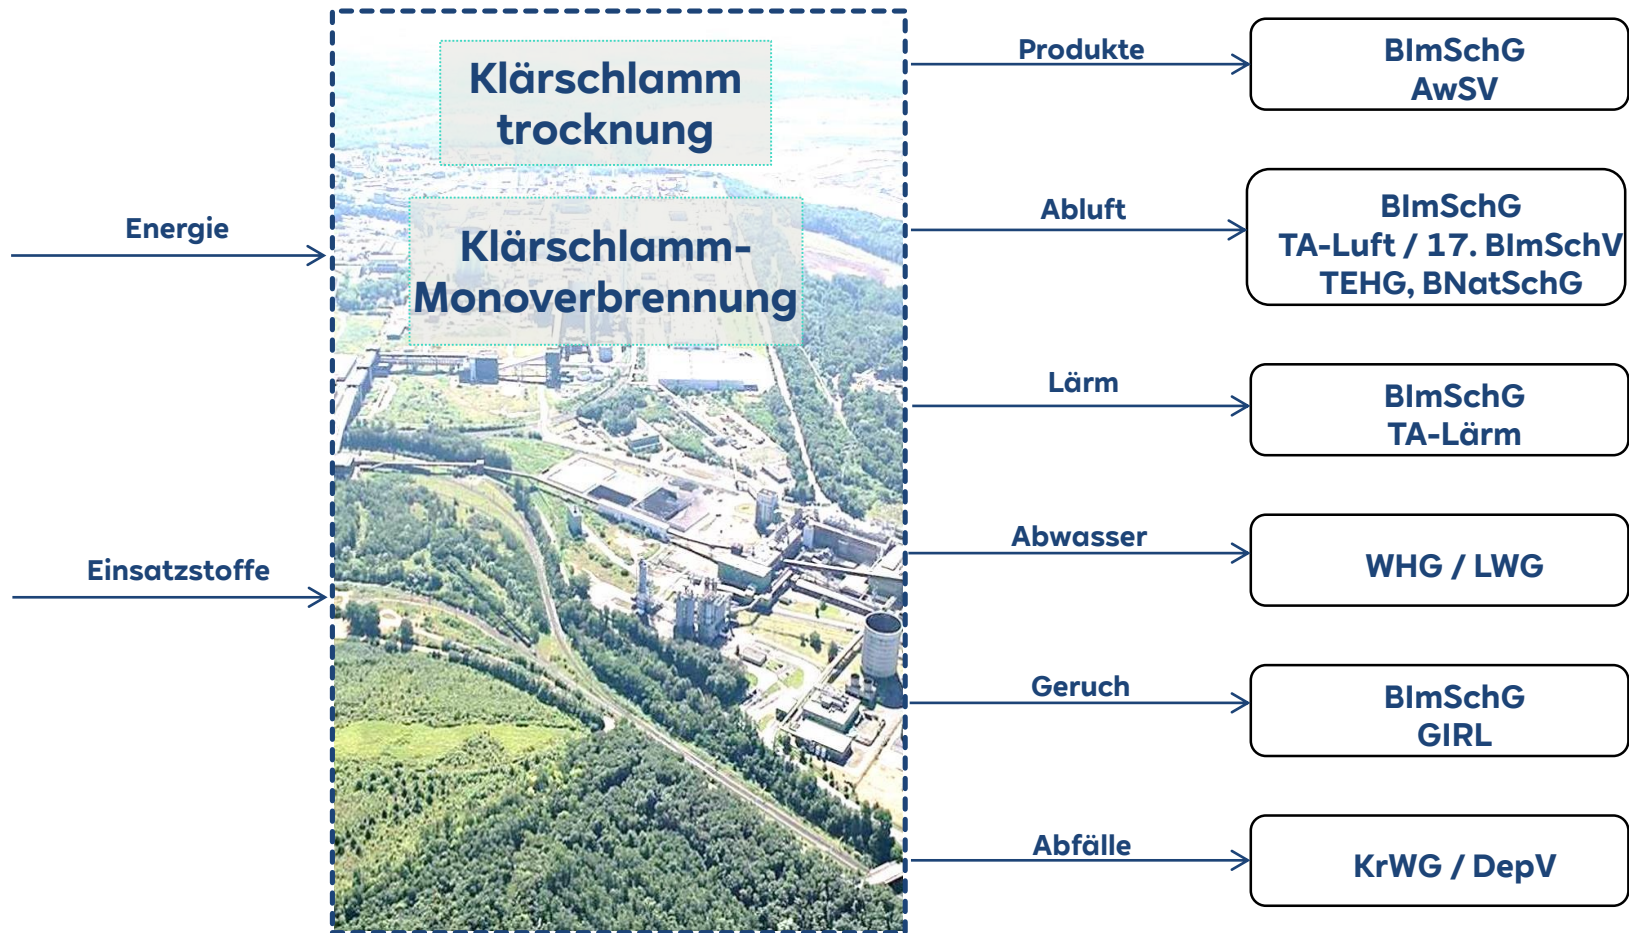 Energie
Einsatzstoffe
Klärschlamm
trocknung
Klärschlamm-
Monoverbrennung
Produkte
BImSchG
AwSV
Abluft
BImSchG
TA-Luft / 17. BImSchV
TEHG, BNatSchG
Lärm
BImSchG
TA-Lärm
Abwasser
WHG / LWG
Geruch
BImSchG
GIRL
Abfälle
KrWG / DepV